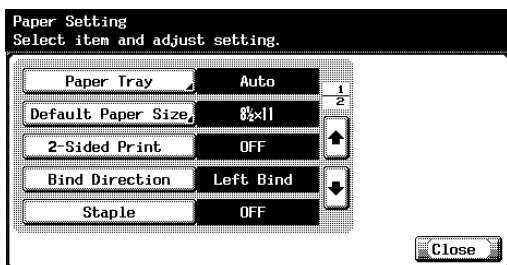 Paper Setting
Select item and adjust setting.
Paper Tray Auto
1
2
Default Paper Size 8½×11
2-Sided Print OFF
Bind Direction Left Bind
Staple OFF
Close